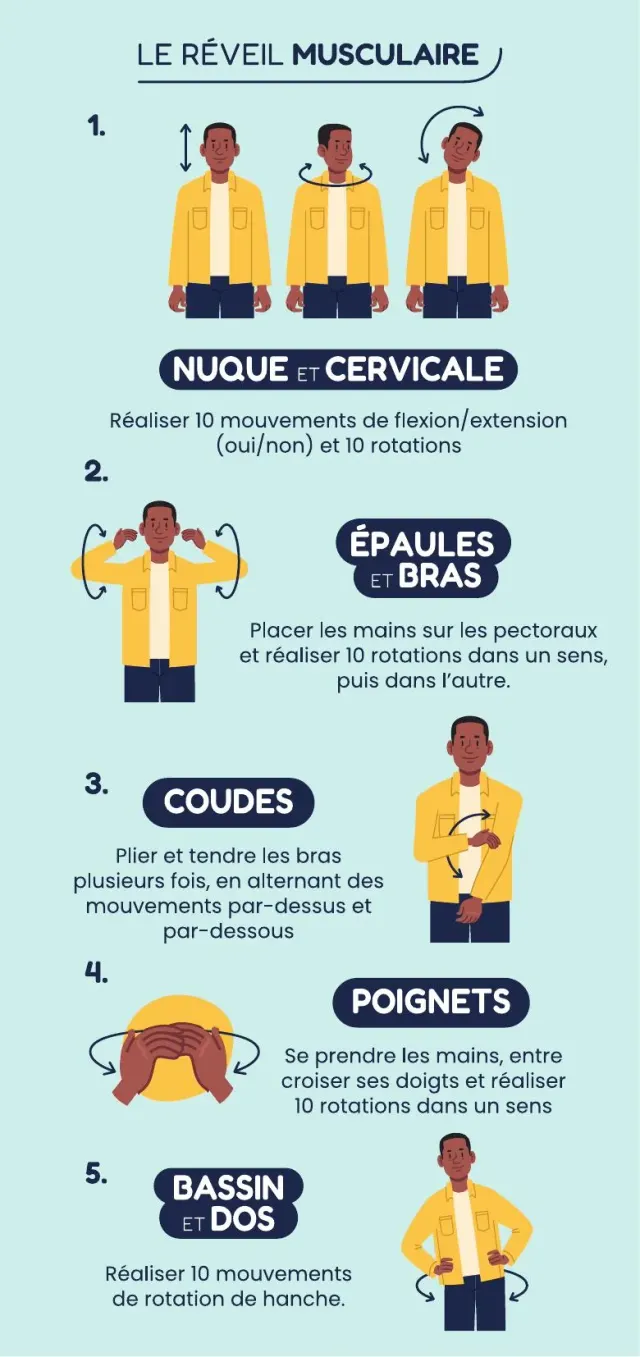 LE RÉVEIL MUSCULAIRE
1.
NUQUE ET CERVICALE
Réaliser 10 mouvements de flexion/extension
(oui/non) et 10 rotations
2.
ÉPAULES
ET BRAS
Placer les mains sur les pectoraux
et réaliser 10 rotations dans un sens,
puis dans l'autre.
3.
COUDES
Plier et tendre les bras
plusieurs fois, en alternant des
mouvements par-dessus et
par-dessous
4.
POIGNETS
Se prendre les mains, entre
croiser ses doigts et réaliser
10 rotations dans un sens
5.
BASSIN
ET DOS
Réaliser 10 mouvements
de rotation de hanche.